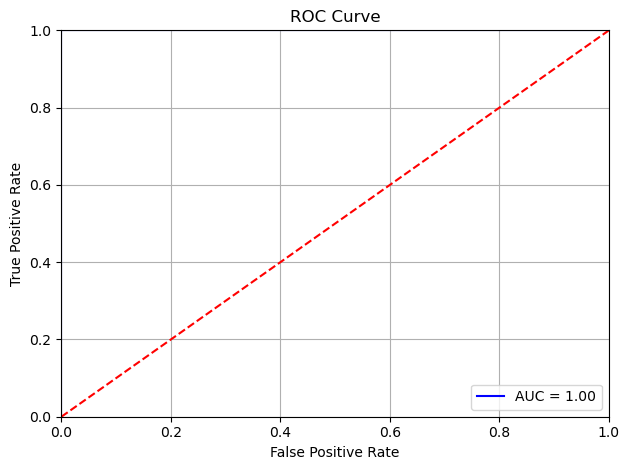 ROC Curve
1.0
0.8
0.6
0.4
0.2
0.0
True Positive Rate
AUC = 1.00
0.0 0.2 0.4 0.6 0.8 1.0
False Positive Rate